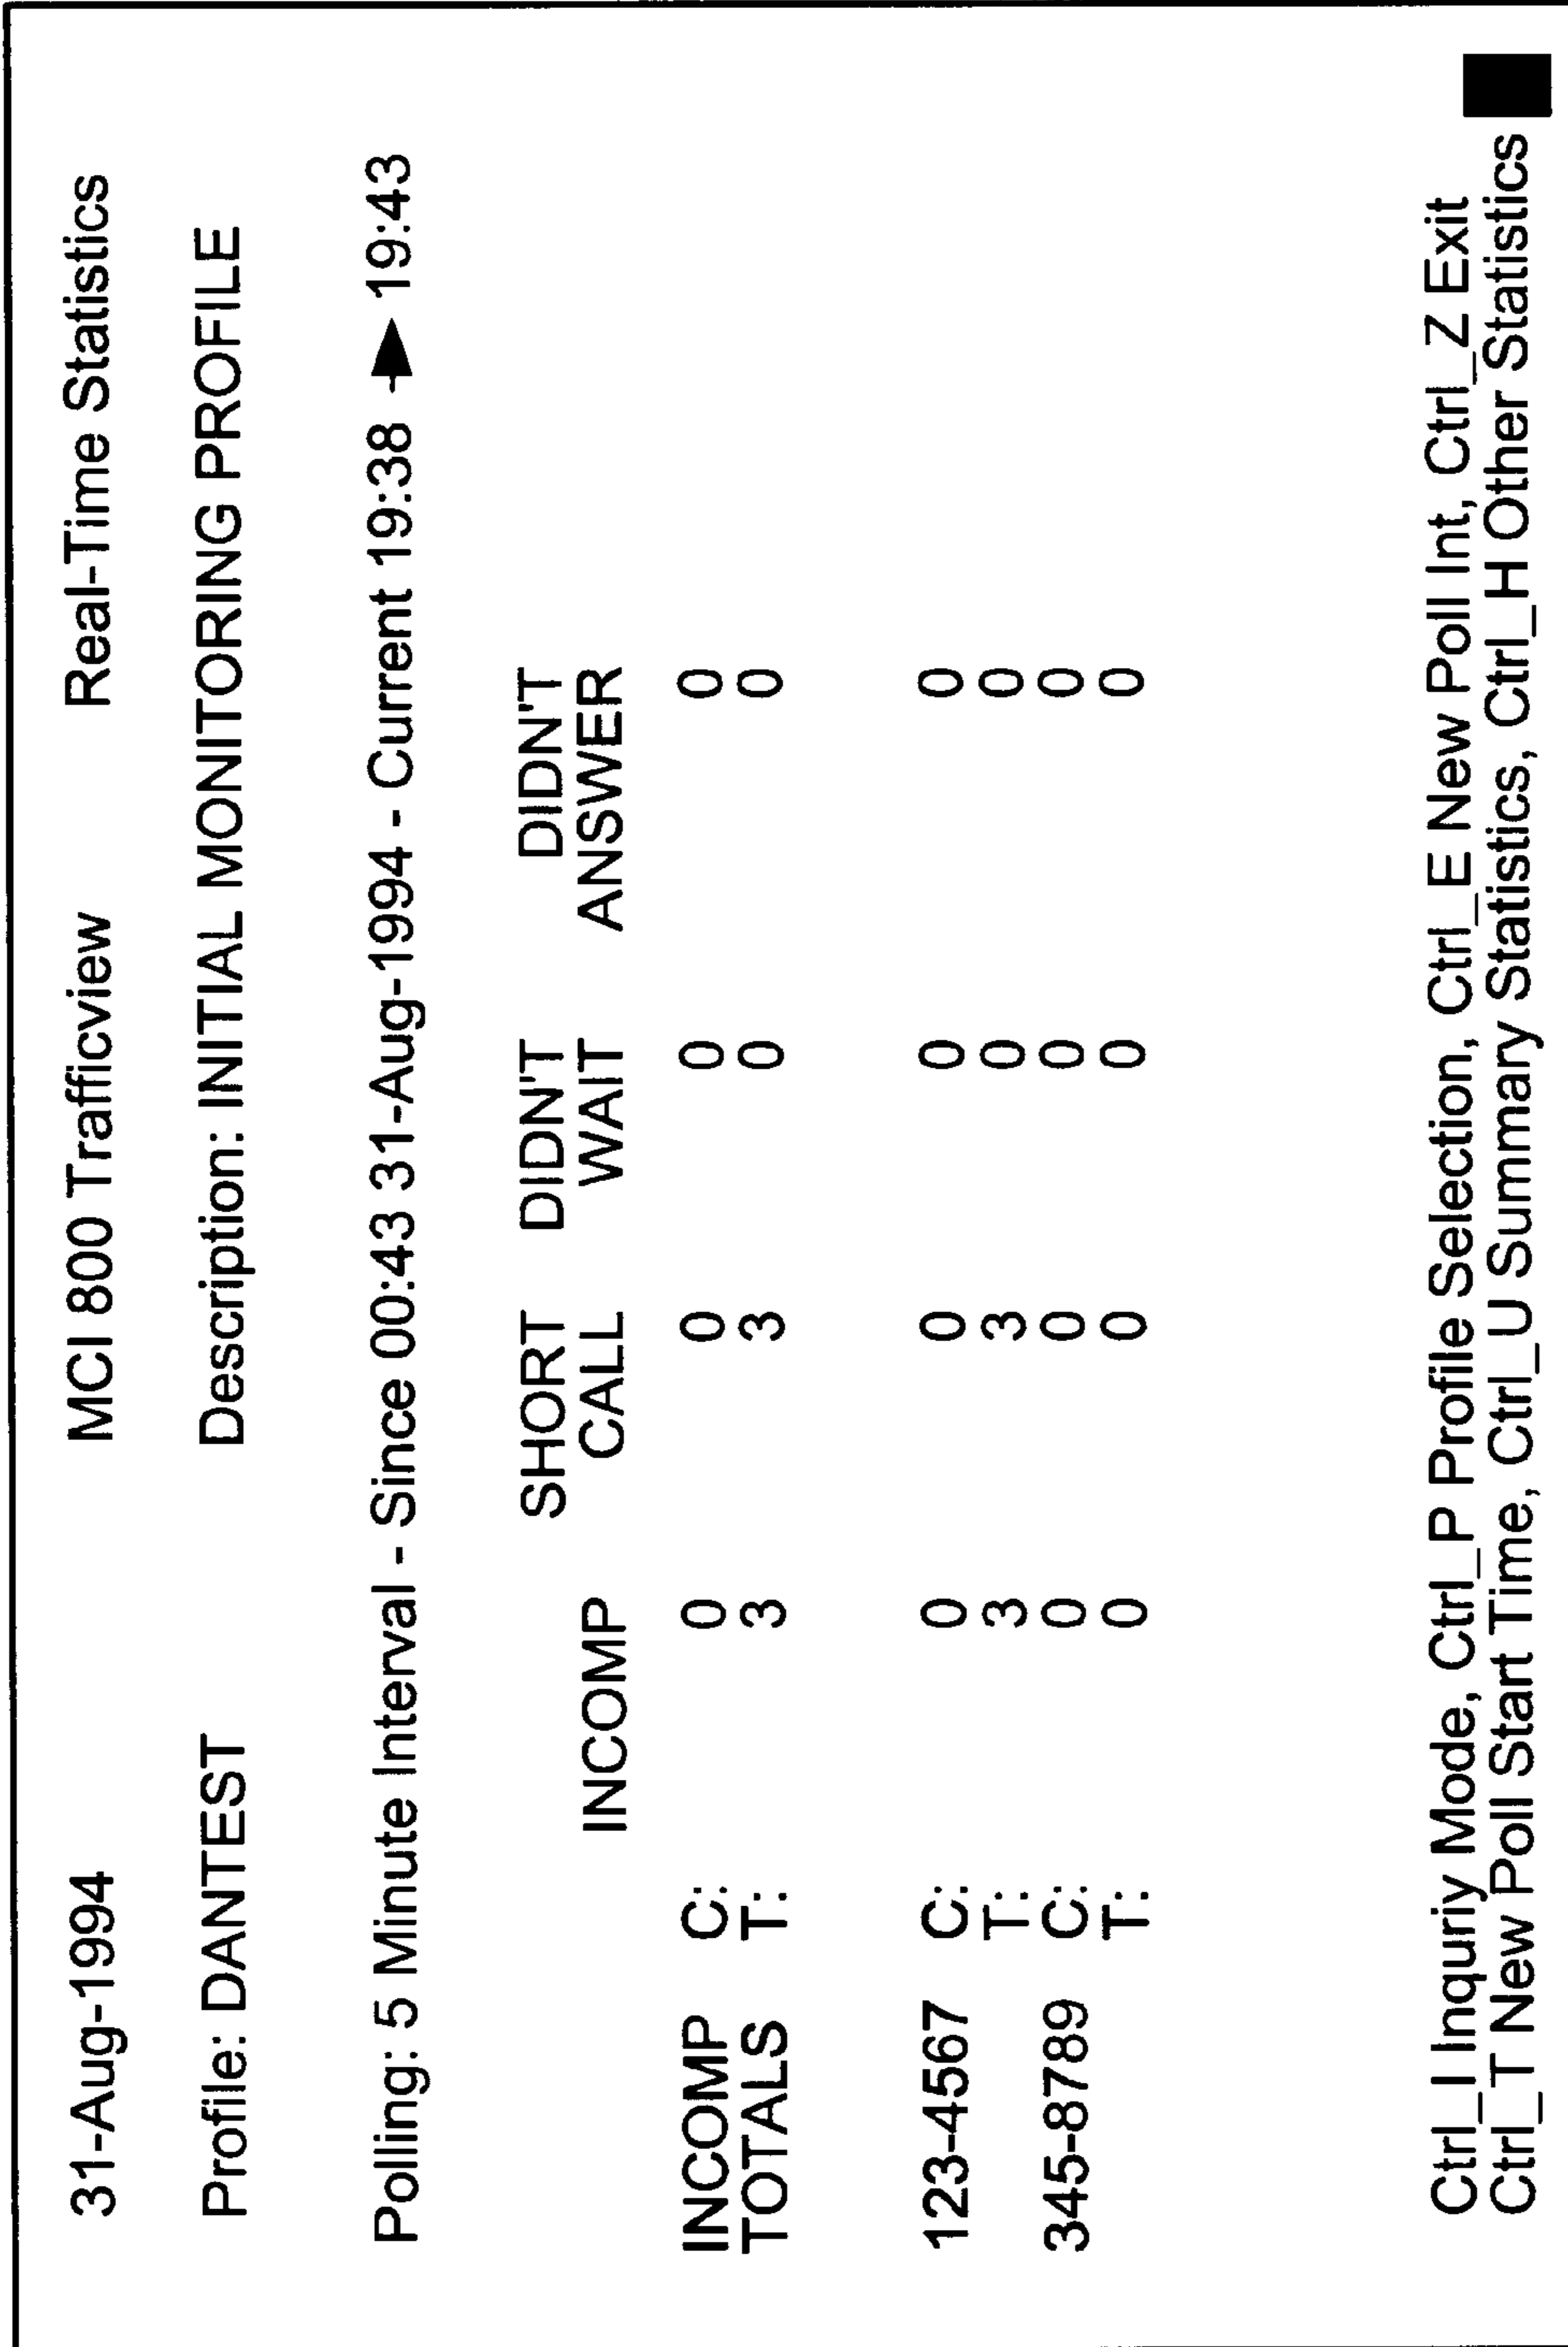 31-Aug-1994 MCI 800 Trafficview Real-Time Statistics
Profile: DANTEST Description: INITIAL MONITORING PROFILE
Polling: 5 Minute Interval - Since 00:43 31-Aug-1994 - Current 19:38 → 19:43
SHORT DIDN'T DIDN'T
INCOMP CALL WAIT ANSWER
INCOMP C: 0 0 0 0
TOTALS T: 3 3 0 0
123-4567 C: 0 0 0 0
T: 3 3 0 0
345-8789 C: 0 0 0 0
T: 0 0 0 0
Ctrl_I Inquriy Mode, Ctrl_P Profile Selection, Ctrl_E New Poll Int, Ctrl_Z Exit
Ctrl_T New Poll Start Time, Ctrl_U Summary Statistics, Ctrl_H Other Statistics